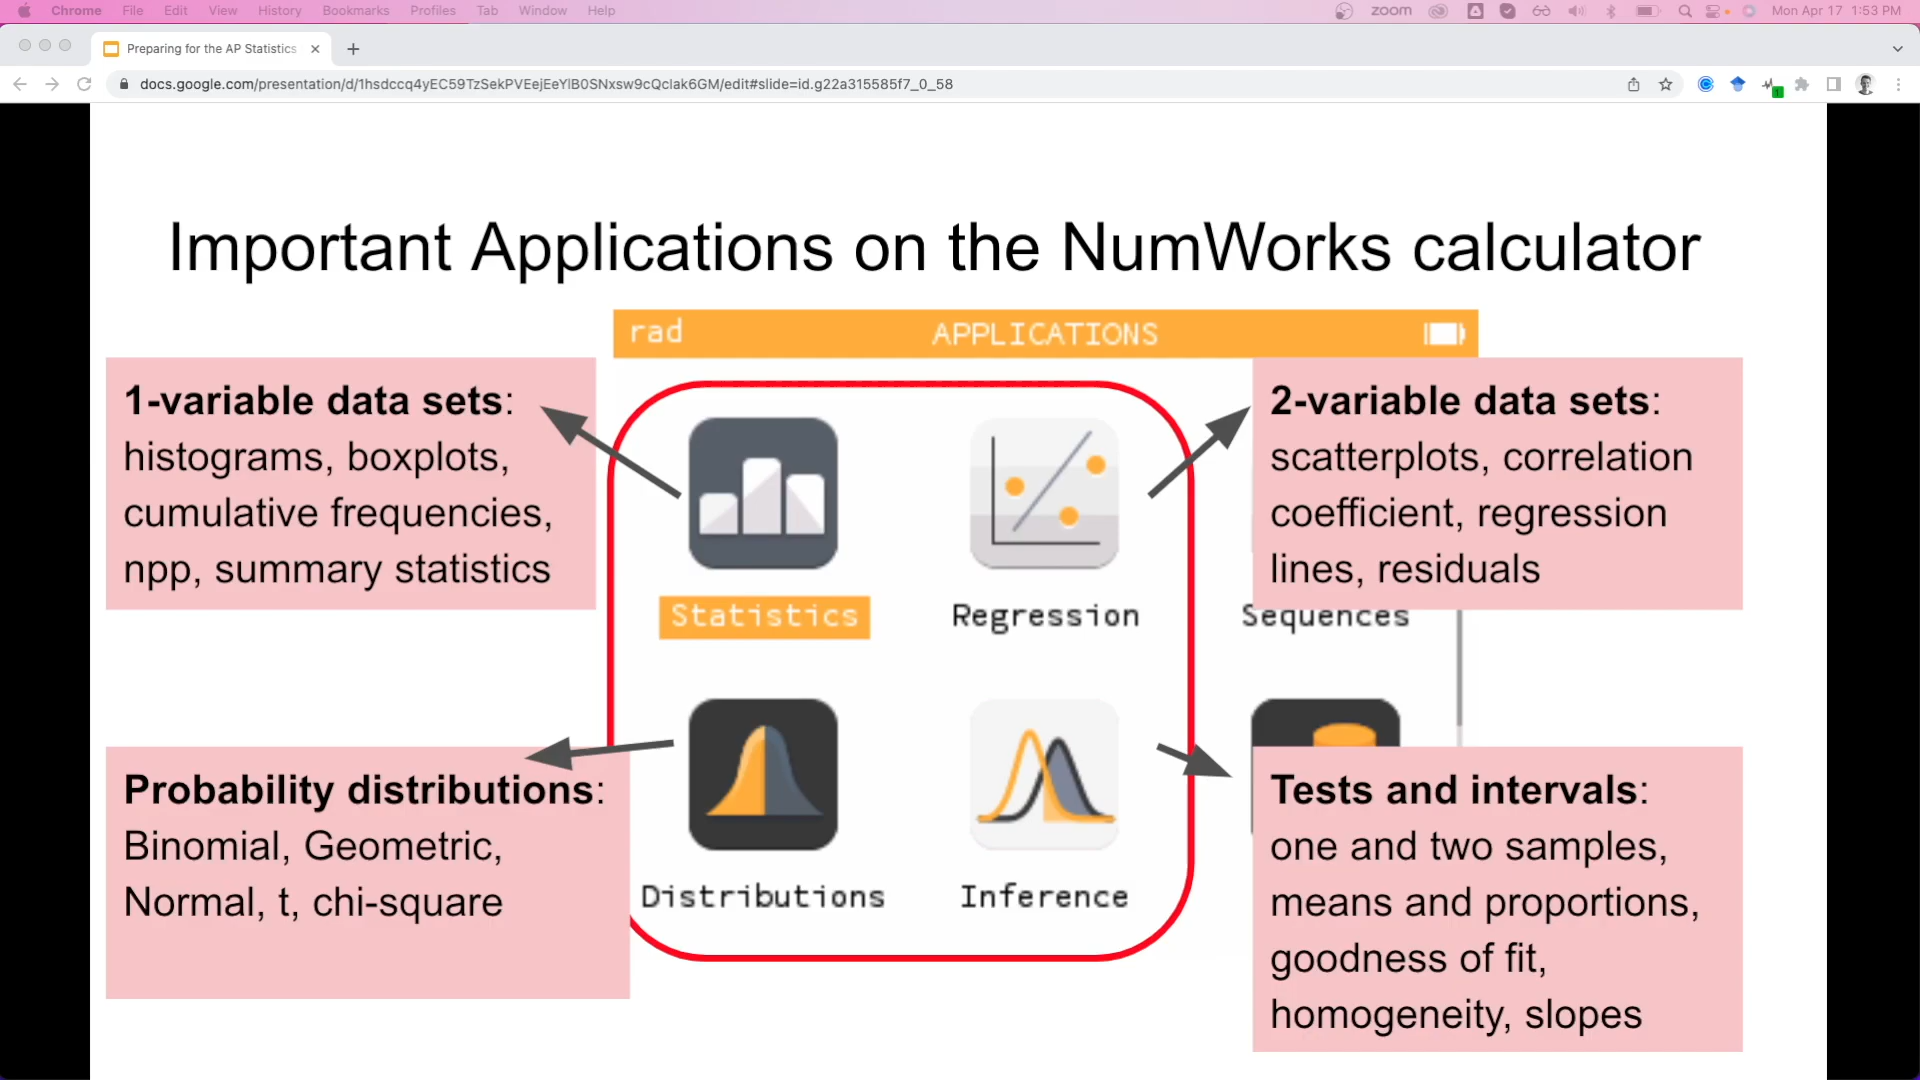 Chrome File Edit View History Bookmarks Profiles Tab Window Help zoom Mon Apr 17 1:53 PM
Preparing for the AP Statistics
docs.google.com/presentation/d/1hsdccq4yEC59TzSekPVEejEeYlB0SNxsw9cQclak6GM/edit#slide=id.g22a315585f7_0_58
Important Applications on the NumWorks calculator
rad APPLICATIONS
1-variable data sets:
histograms, boxplots,
cumulative frequencies,
npp, summary statistics
2-variable data sets:
scatterplots, correlation
coefficient, regression
lines, residuals
Statistics Regression Sequences
Probability distributions:
Binomial, Geometric,
Normal, t, chi-square
Distributions Inference
Tests and intervals:
one and two samples,
means and proportions,
goodness of fit,
homogeneity, slopes